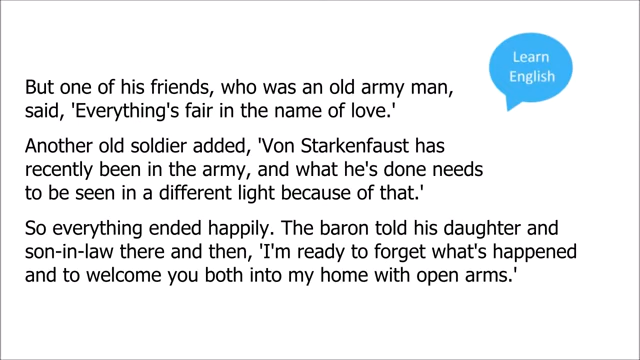 Learn
English
But one of his friends, who was an old army man,
said, 'Everything's fair in the name of love.'
Another old soldier added, 'Von Starkenfaust has
recently been in the army, and what he's done needs
to be seen in a different light because of that.'
So everything ended happily. The baron told his daughter and
son-in-law there and then, 'I'm ready to forget what's happened
and to welcome you both into my home with open arms.'